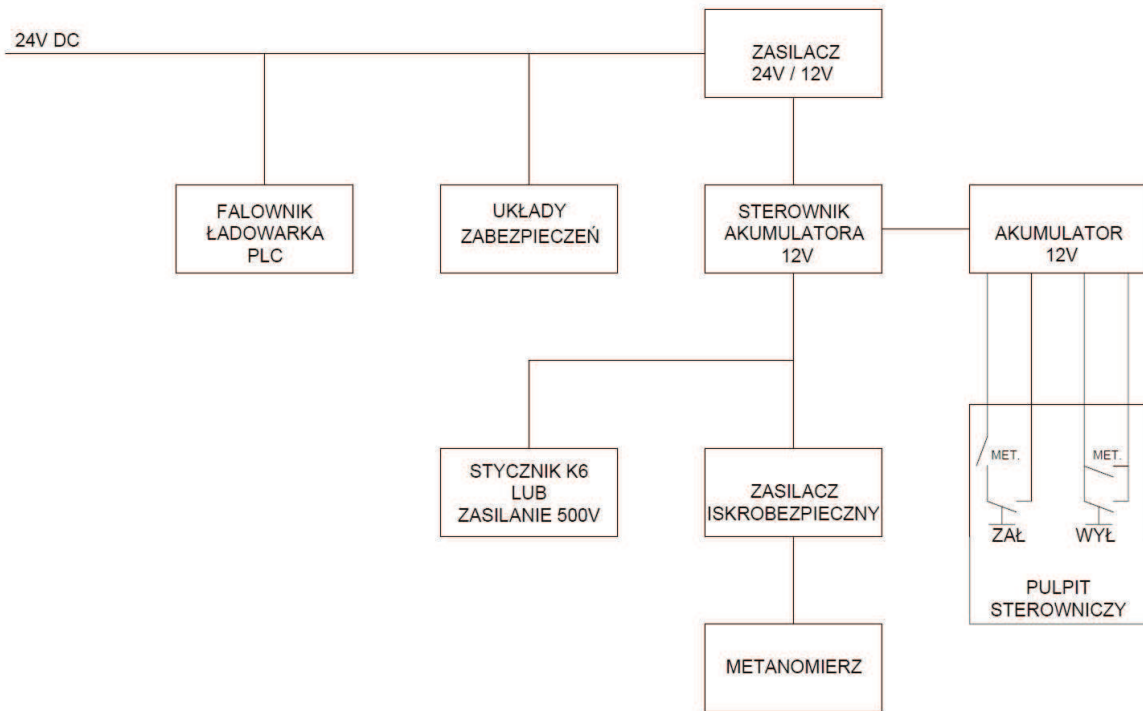 24V DC
ZASILACZ
24V / 12V
FALOWNIK
ŁADOWARKA
PLC
UKŁADY
ZABEZPIECZEŃ
STEROWNIK
AKUMULATORA
12V
AKUMULATOR
12V
STYCZNIK K6
LUB
ZASILANIE 500V
ZASILACZ
ISKROBEZPIECZNY
MET.
MET.
ZAŁ
WYŁ
PULPIT
STEROWNICZY
METANOMIERZ